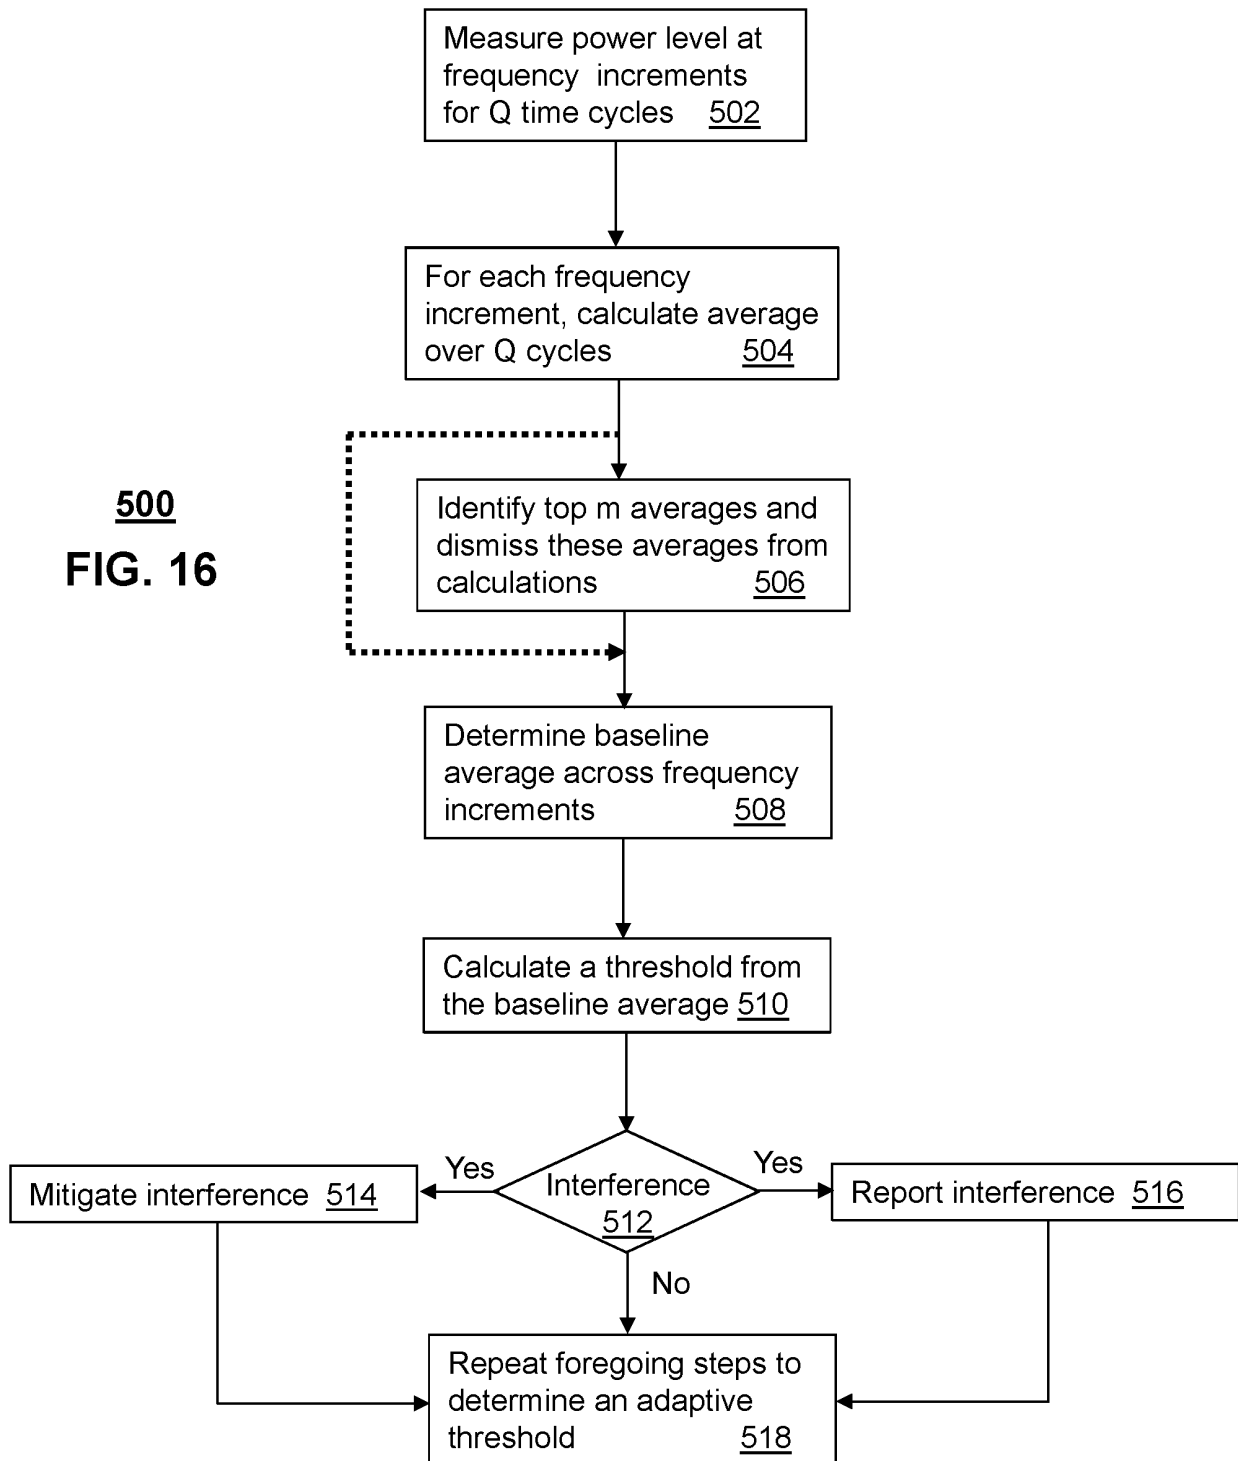 Measure power level at
frequency increments
for Q time cycles 502
For each frequency
increment, calculate average
over Q cycles 504
500
FIG. 16
Identify top m averages and
dismiss these averages from
calculations 506
Determine baseline
average across frequency
increments 508
Calculate a threshold from
the baseline average 510
Yes
Yes
Mitigate interference 514
Interference
512
Report interference 516
No
Repeat foregoing steps to
determine an adaptive
threshold 518